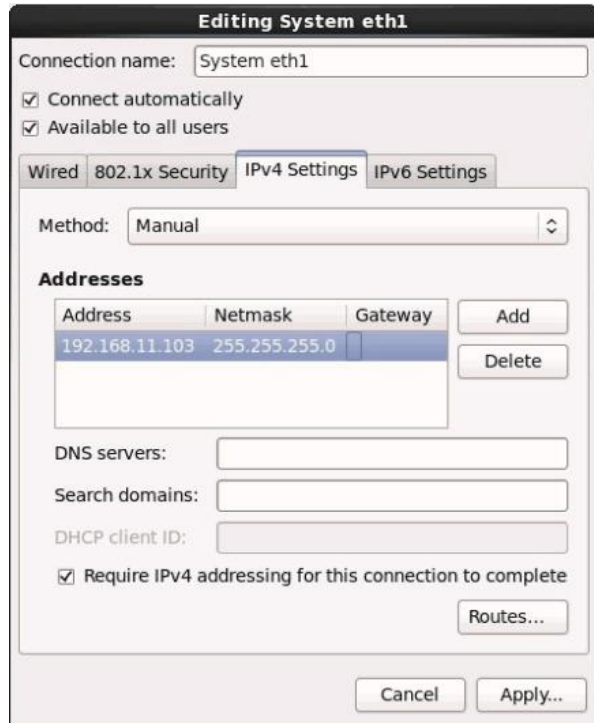 Editing System eth1
Connection name: System eth1
Connect automatically
Available to all users
Wired 802.1x Security IPv4 Settings IPv6 Settings
Method: Manual
Addresses
Address Netmask Gateway Add
192.168.11.103 255.255.255.0
Delete
DNS servers:
Search domains:
DHCP client ID:
Require IPv4 addressing for this connection to complete
Routes...
Cancel Apply...